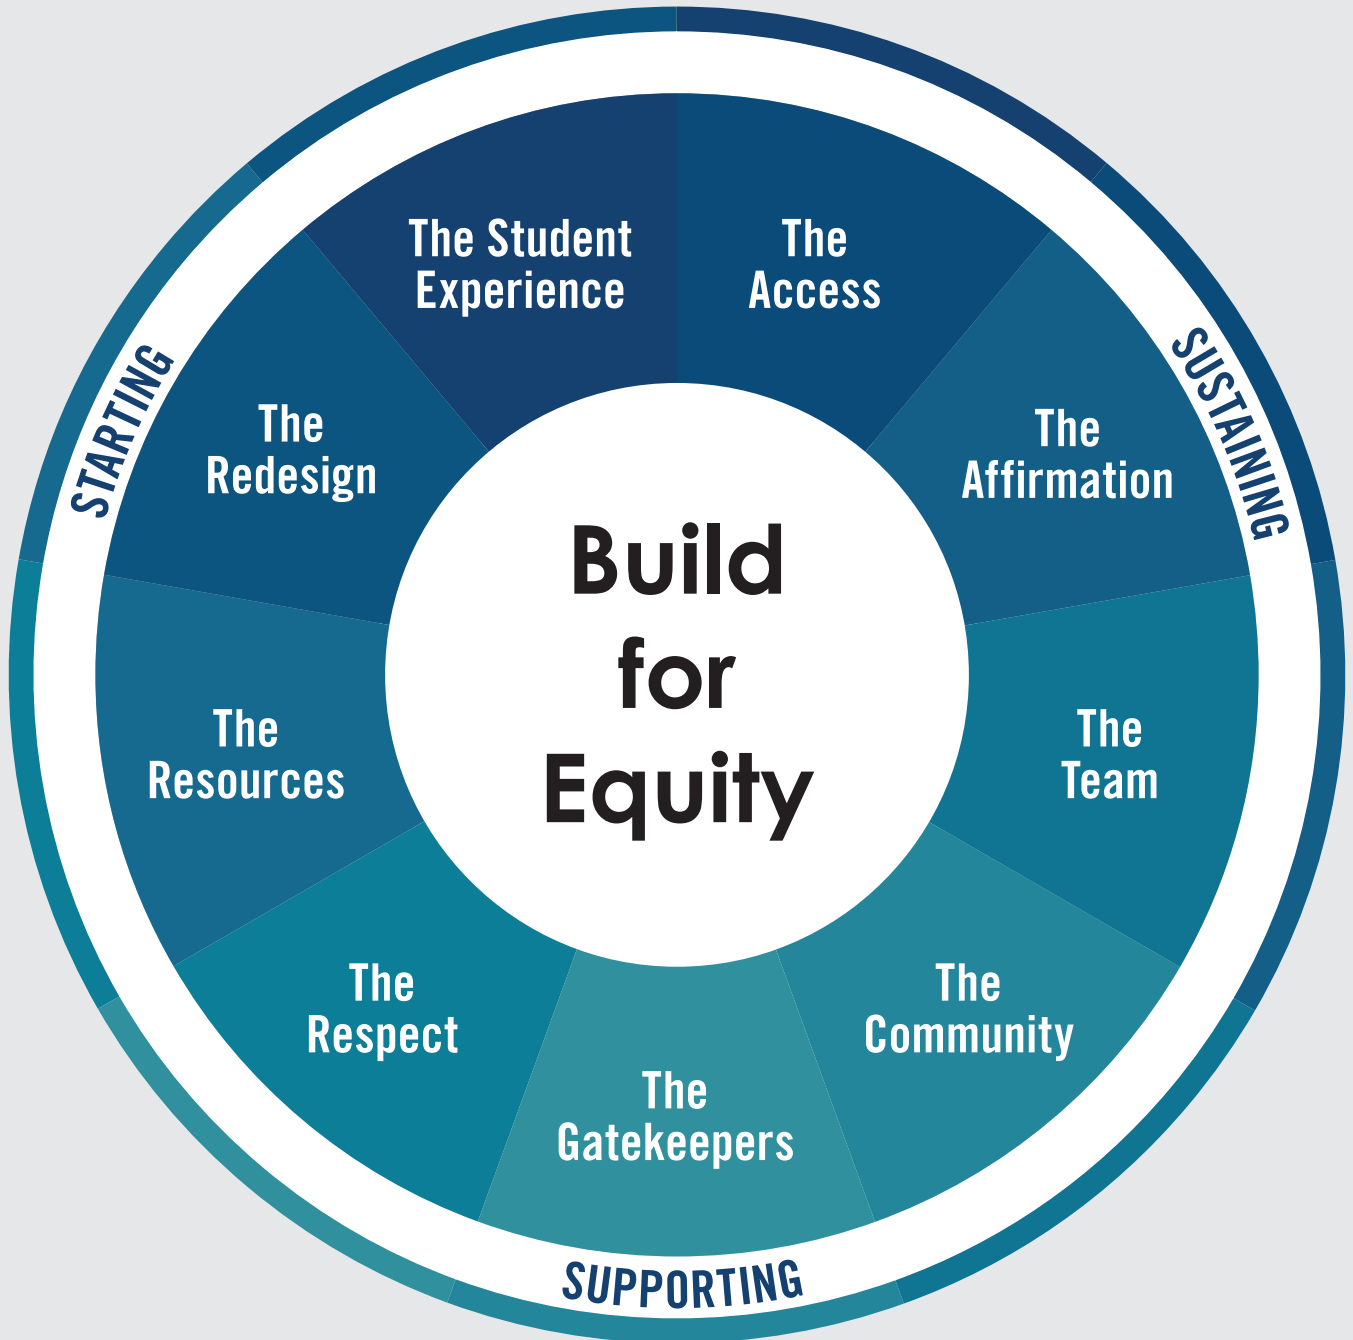 The Student
Experience
The
Access
The
Affirmation
The
Team
The
Community
The
Gatekeepers
The
Respect
The
Resources
The
Redesign
STARTING
SUSTAINING
SUPPORTING
Build
for
Equity